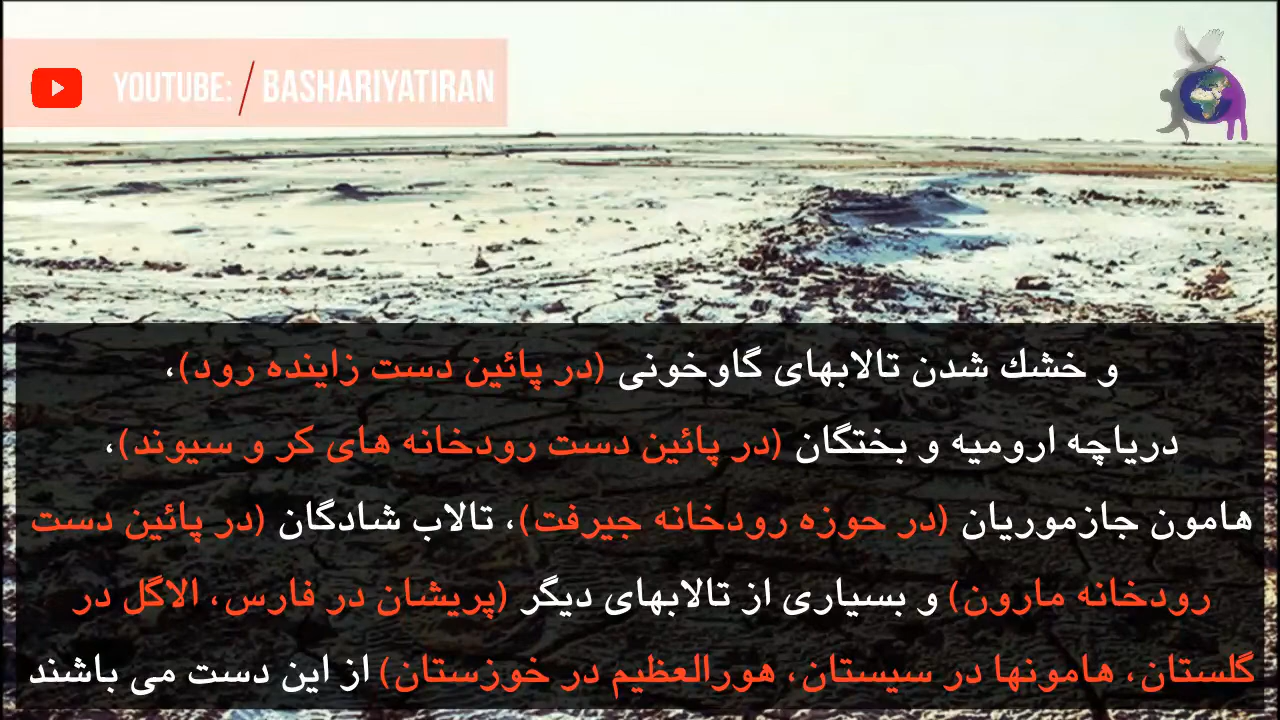 YOUTUBE: / BASHARIYATIRAN
و خشك شدن تالابهای گاوخونی (در پائین دست زاینده رود)،
دریاچه ارومیه و بختگان (در پائین دست رودخانه های کر و سیوند)،
هامون جازموریان (در حوزه رودخانه جیرفت)، تالاب شادگان (در پائین دست
رودخانه مارون) و بسیاری از تالابهای دیگر (پریشان در فارس، الاگل در
گلستان، هامونها در سیستان، هورالعظیم در خوزستان) از این دست می باشند